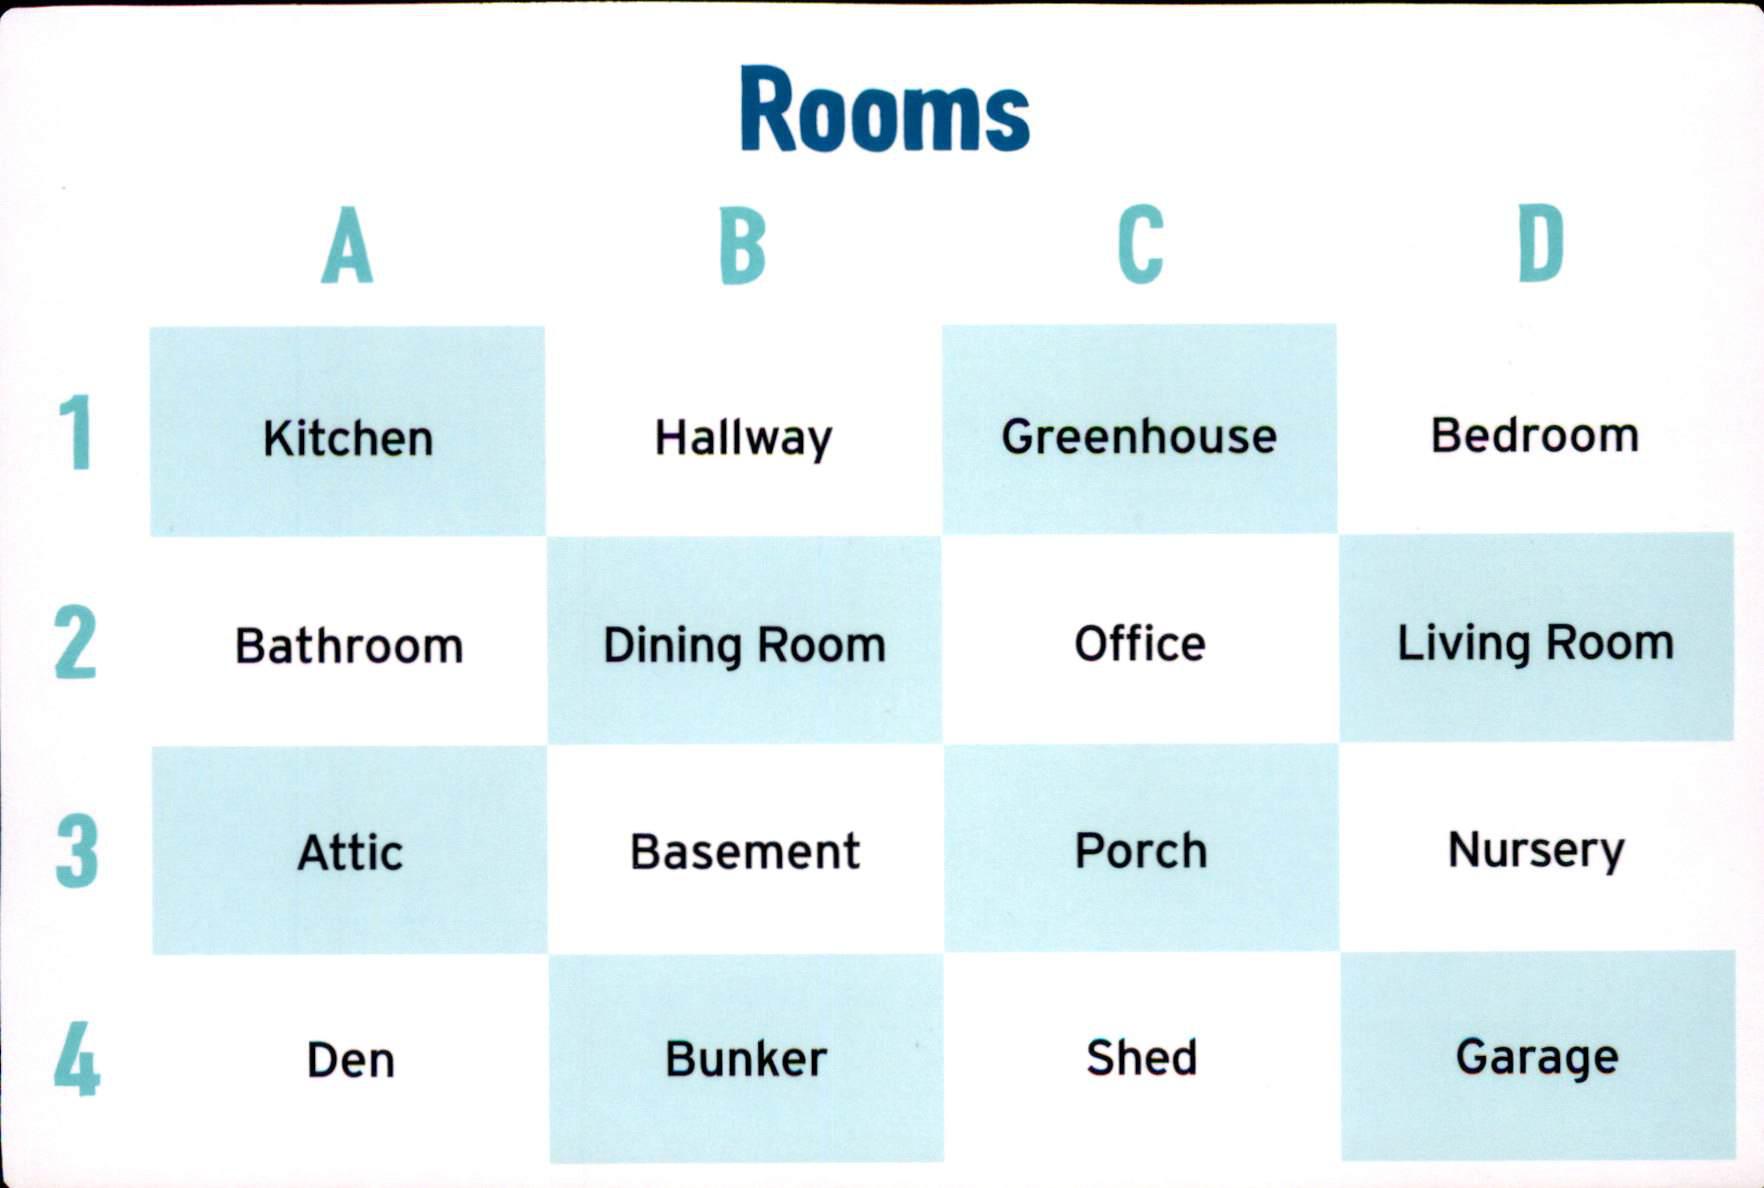 Rooms
A B C D
1 Kitchen Hallway Greenhouse Bedroom
2 Bathroom Dining Room Office Living Room
3 Attic Basement Porch Nursery
4 Den Bunker Shed Garage